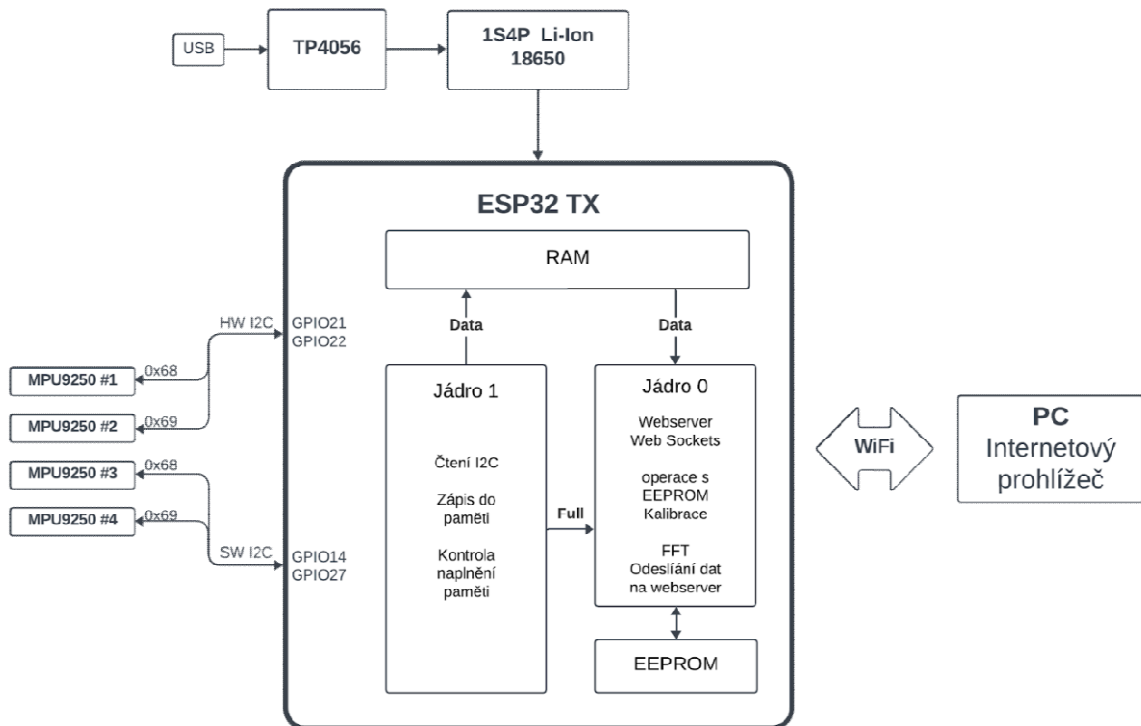 USB
TP4056
1S4P Li-Ion
18650
ESP32 TX
RAM
Data
Data
HW I2C
GPIO21
GPIO22
MPU9250 #1
0x68
MPU9250 #2
0x69
MPU9250 #3
0x68
MPU9250 #4
0x69
SW I2C
GPIO14
GPIO27
Jádro 1
Čtení I2C
Zápis do
paměti
Kontrola
naplnění
paměti
Full
Jádro 0
Webserver
Web Sockets
operace s
EEPROM
Kalibrace
FFT
Odeslíání dat
na webserver
EEPROM
WiFi
PC
Internetový
prohlížeč